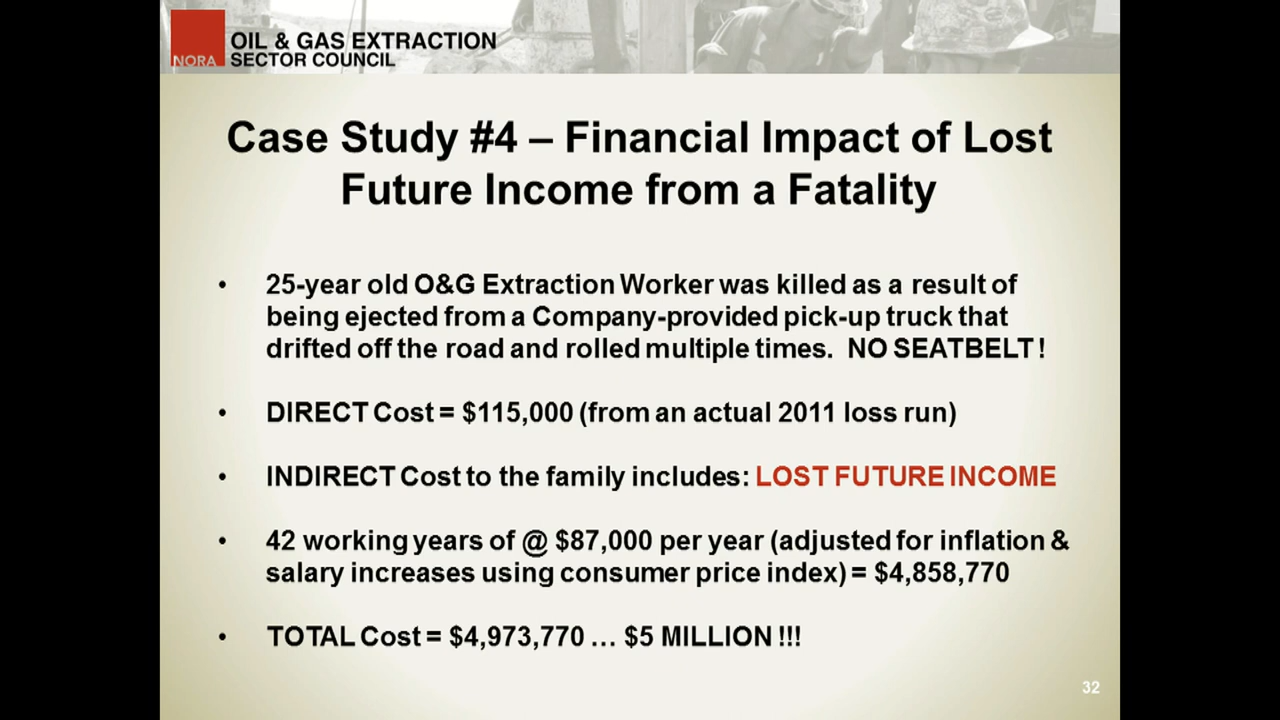 NORA
OIL & GAS EXTRACTION
SECTOR COUNCIL
Case Study #4 – Financial Impact of Lost
Future Income from a Fatality
• 25-year old O&G Extraction Worker was killed as a result of
being ejected from a Company-provided pick-up truck that
drifted off the road and rolled multiple times. NO SEATBELT !
• DIRECT Cost = $115,000 (from an actual 2011 loss run)
• INDIRECT Cost to the family includes: LOST FUTURE INCOME
• 42 working years of @ $87,000 per year (adjusted for inflation &
salary increases using consumer price index) = $4,858,770
• TOTAL Cost = $4,973,770 … $5 MILLION !!!
32